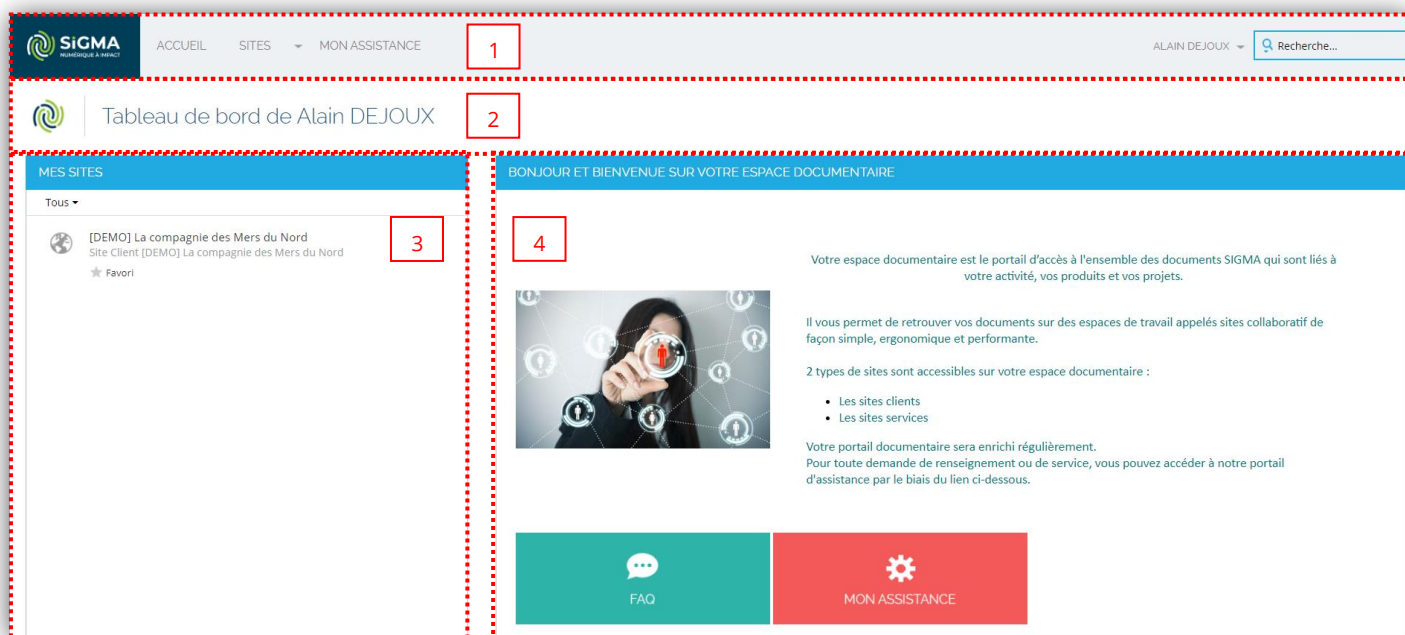 SiGMA
NUMÉRIQUE À IMPACT
ACCUEIL SITES MON ASSISTANCE
1
ALAIN DEJOUX
Recherche...
Tableau de bord de Alain DEJOUX
2
MES SITES
Tous
[DEMO] La compagnie des Mers du Nord
Site Client [DEMO] La compagnie des Mers du Nord
Favori
3
BONJOUR ET BIENVENUE SUR VOTRE ESPACE DOCUMENTAIRE
4
Votre espace documentaire est le portail d’accès à l'ensemble des documents SIGMA qui sont liés à
votre activité, vos produits et vos projets.
Il vous permet de retrouver vos documents sur des espaces de travail appelés sites collaboratif de
façon simple, ergonomique et performante.
2 types de sites sont accessibles sur votre espace documentaire :
• Les sites clients
• Les sites services
Votre portail documentaire sera enrichi régulièrement.
Pour toute demande de renseignement ou de service, vous pouvez accéder à notre portail
d'assistance par le biais du lien ci-dessous.
FAQ
MON ASSISTANCE